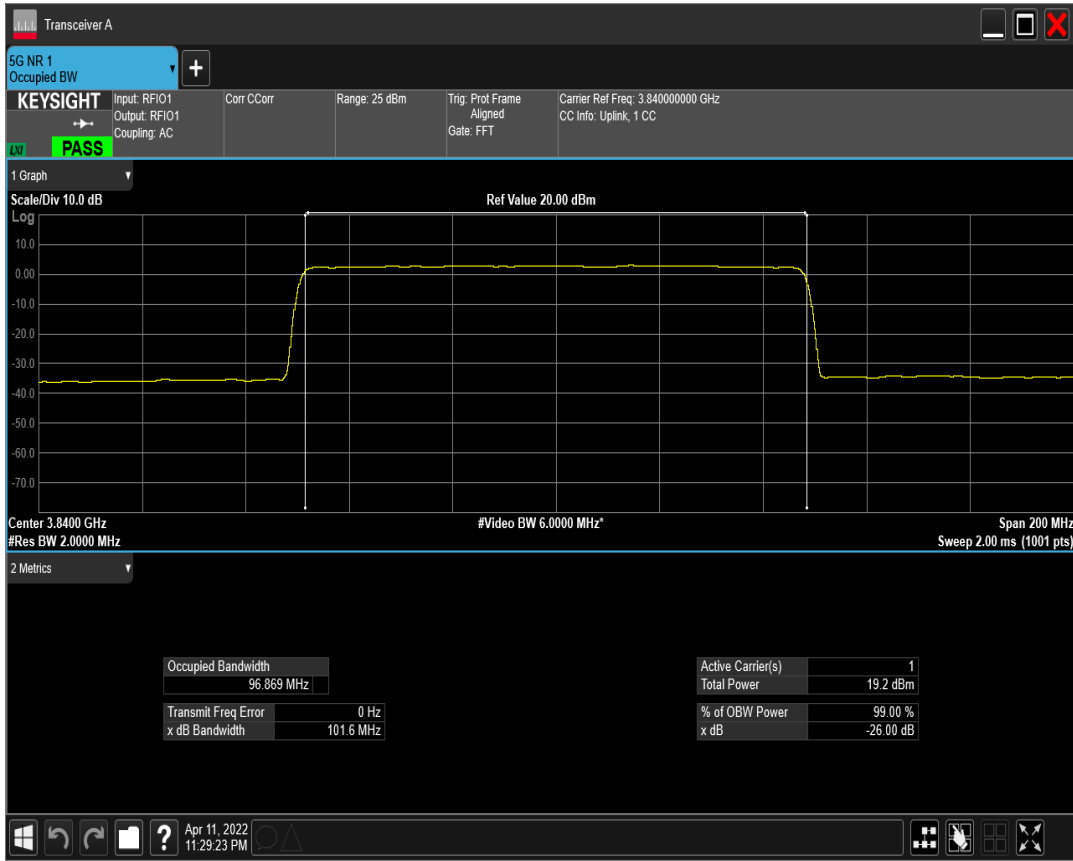 Transceiver A
5G NR 1
Occupied BW
KEYSIGHT
LXI
PASS
Input: RFIO1
Output: RFIO1
Coupling: AC
Corr CCorr
Range: 25 dBm
Trig: Prot Frame
Aligned
Gate: FFT
Carrier Ref Freq: 3.840000000 GHz
CC Info: Uplink, 1 CC
1 Graph
Scale/Div 10.0 dB
Ref Value 20.00 dBm
Log
10.0
0.00
-10.0
-20.0
-30.0
-40.0
-50.0
-60.0
-70.0
Center 3.8400 GHz
#Video BW 6.0000 MHz*
Span 200 MHz
#Res BW 2.0000 MHz
Sweep 2.00 ms (1001 pts)
2 Metrics
Occupied Bandwidth
96.869 MHz
Transmit Freq Error 0 Hz
x dB Bandwidth 101.6 MHz
Active Carrier(s) 1
Total Power 19.2 dBm
% of OBW Power 99.00 %
x dB -26.00 dB
?
Apr 11, 2022
11:29:23 PM